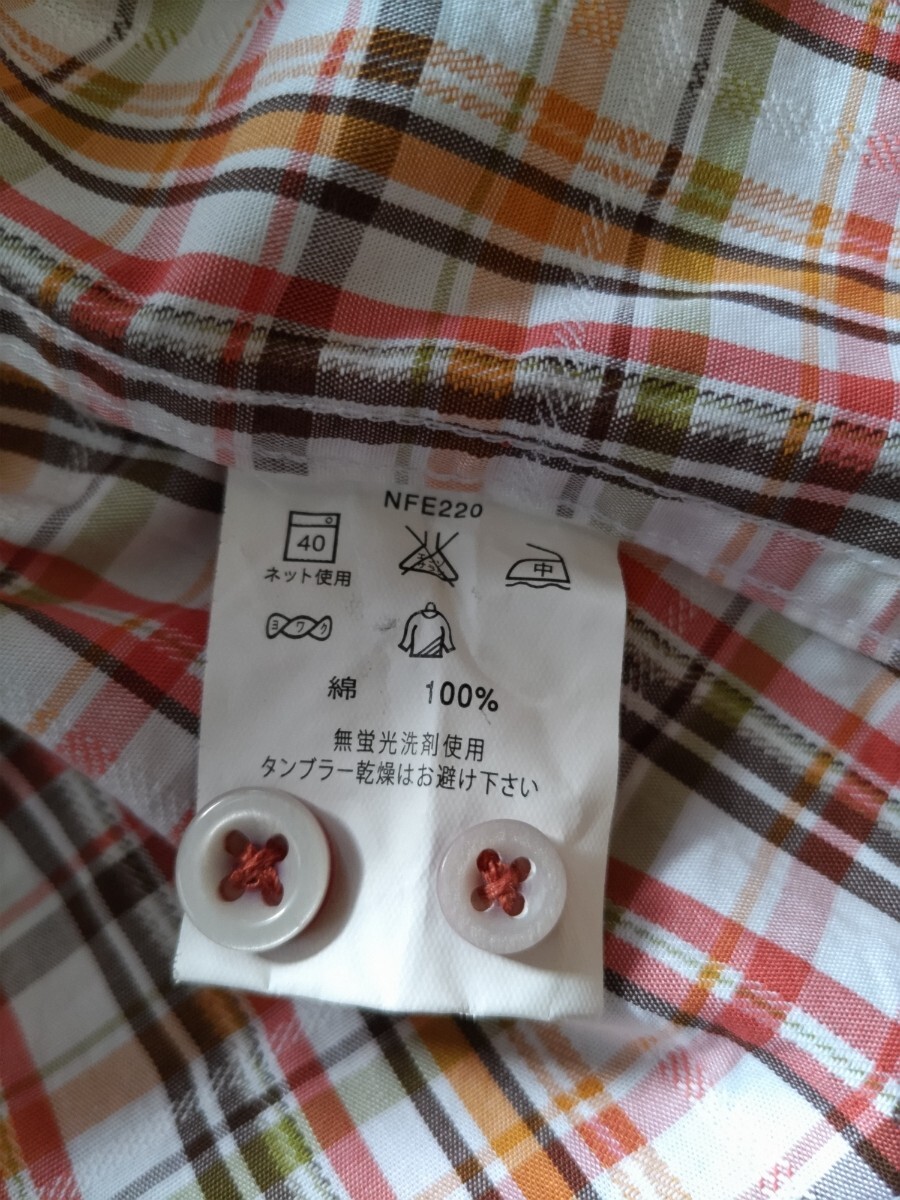 NFE220
40
中
ネット使用
ヨワク
綿 100%
無蛍光洗剤使用
タンブラー乾燥はお避け下さい